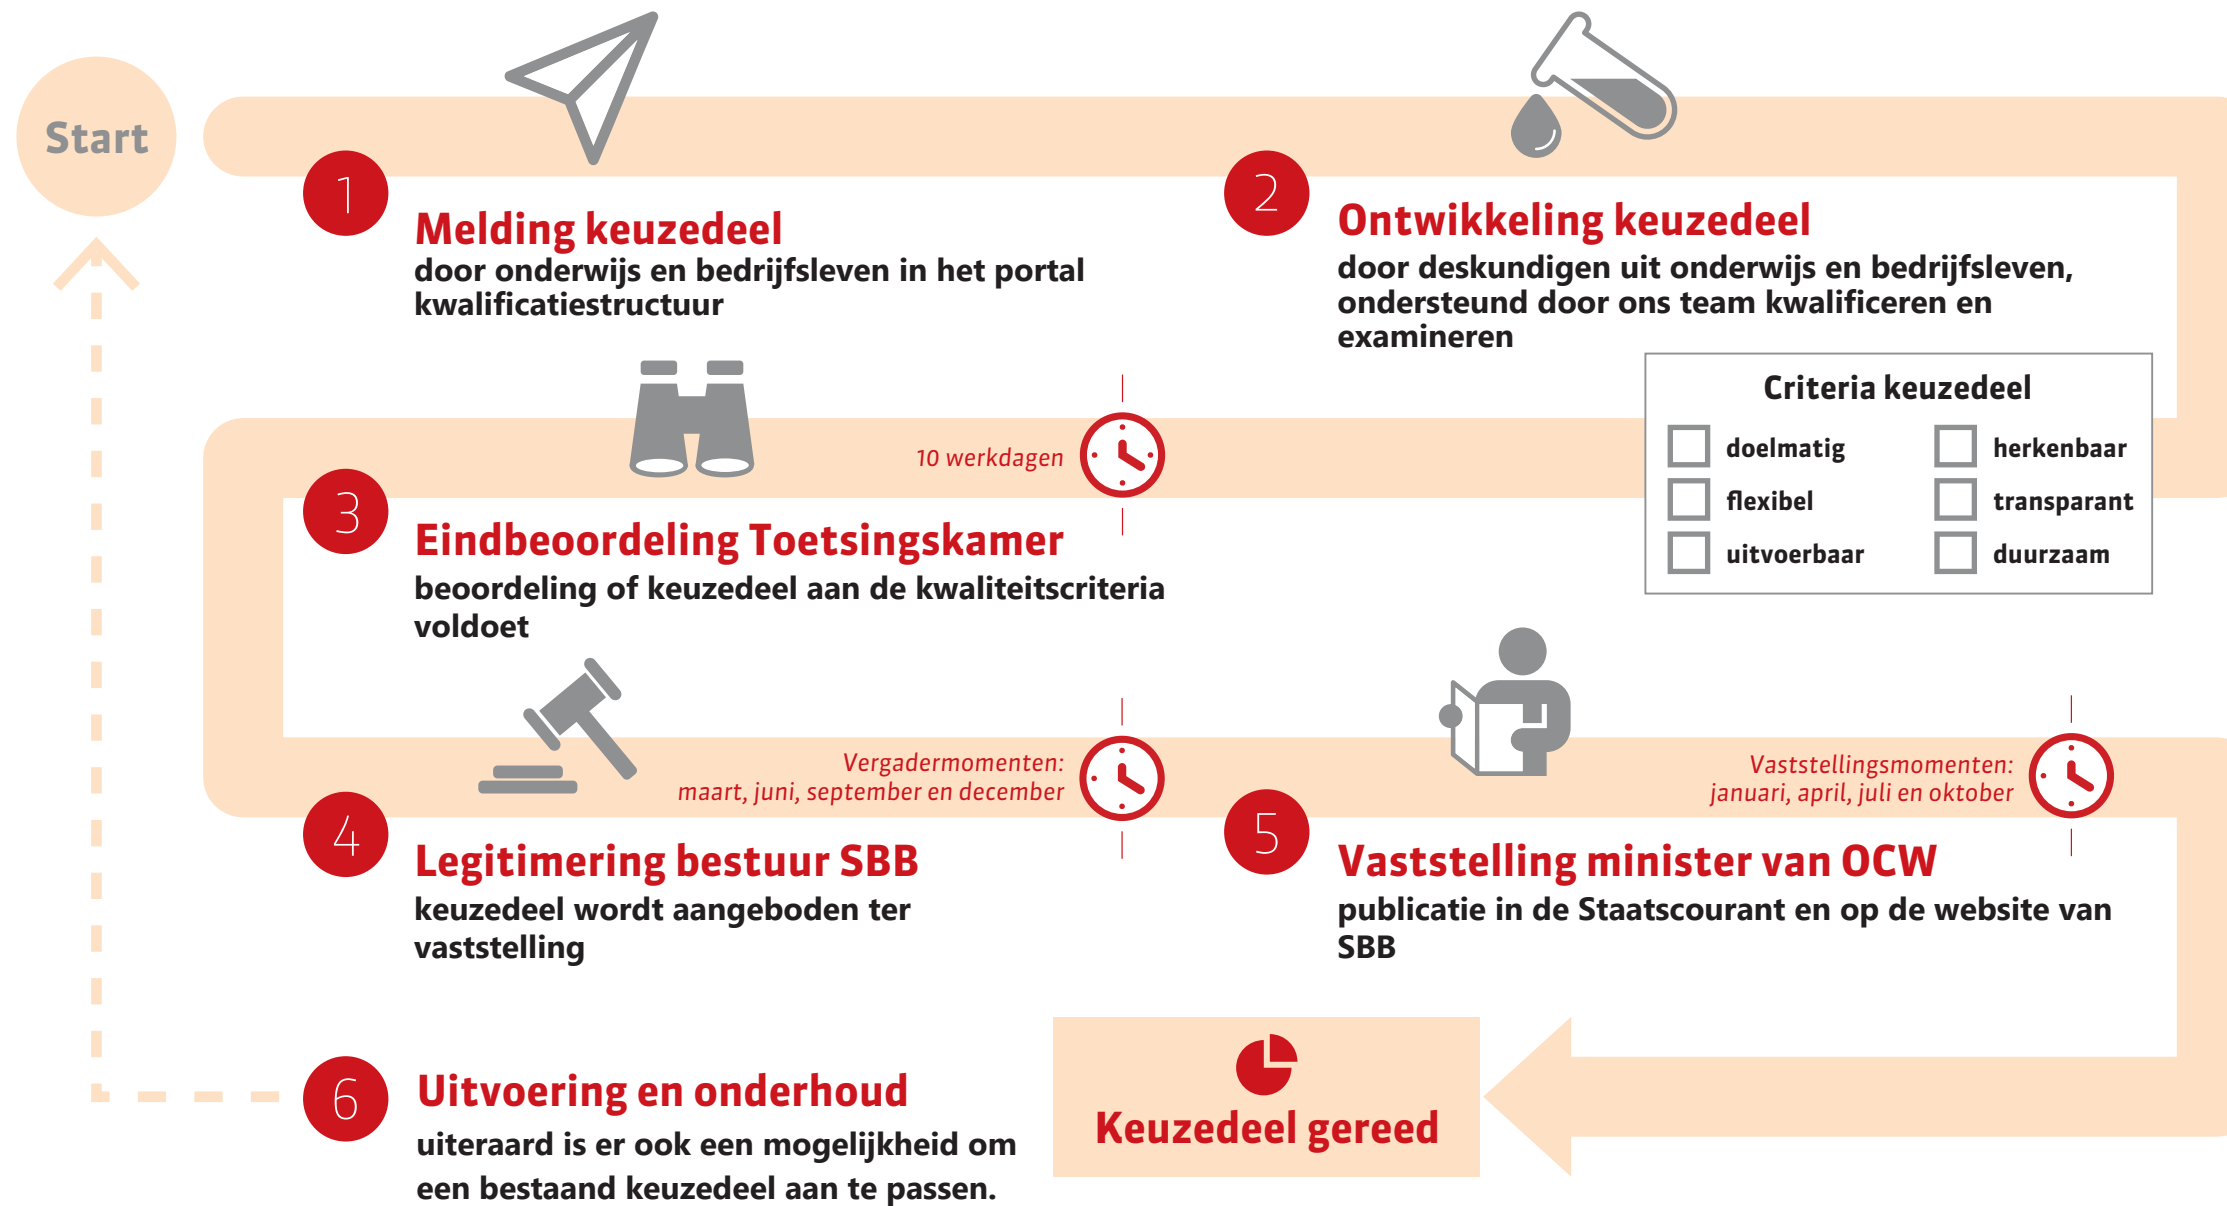 Start
1
Melding keuzedeel
door onderwijs en bedrijfsleven in het portal
kwalificatiestructuur
2
Ontwikkeling keuzedeel
door deskundigen uit onderwijs en bedrijfsleven,
ondersteund door ons team kwalificeren en
examineren
Criteria keuzedeel
doelmatig
herkenbaar
flexibel
transparant
uitvoerbaar
duurzaam
10 werkdagen
3
Eindbeoordeling Toetsingskamer
beoordeling of keuzedeel aan de kwaliteitscriteria
voldoet
Vergadermomenten:
maart, juni, september en december
4
Legitimering bestuur SBB
keuzedeel wordt aangeboden ter
vaststelling
Vaststellingsmomenten:
januari, april, juli en oktober
5
Vaststelling minister van OCW
publicatie in de Staatscourant en op de website van
SBB
Keuzedeel gereed
6
Uitvoering en onderhoud
uiteraard is er ook een mogelijkheid om
een bestaand keuzedeel aan te passen.